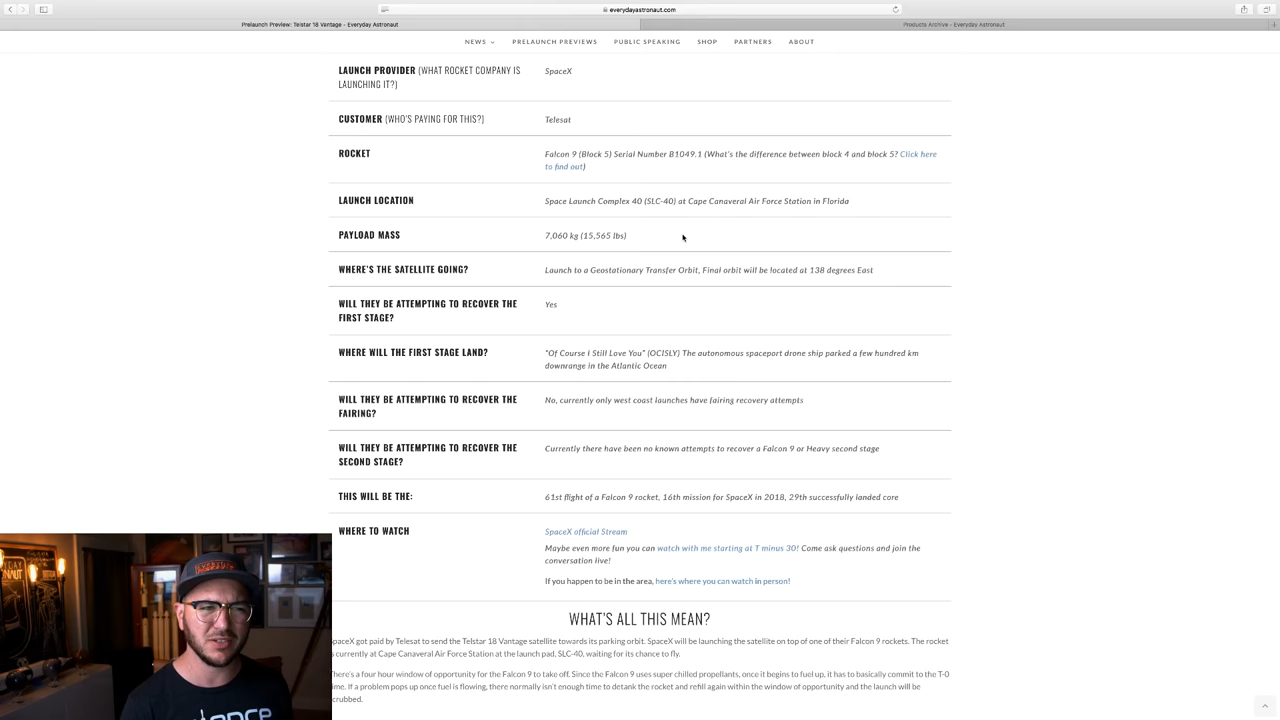 everydayastronaut.com
Prelaunch Preview: Telstar 18 Vantage - Everyday Astronaut
Products Archive - Everyday Astronaut
NEWS PRELAUNCH PREVIEWS PUBLIC SPEAKING SHOP PARTNERS ABOUT
LAUNCH PROVIDER (WHAT ROCKET COMPANY IS
LAUNCHING IT?)
SpaceX
CUSTOMER (WHO'S PAYING FOR THIS?)
Telesat
ROCKET
Falcon 9 (Block 5) Serial Number B1049.1 (What's the difference between block 4 and block 5? Click here
to find out)
LAUNCH LOCATION
Space Launch Complex 40 (SLC-40) at Cape Canaveral Air Force Station in Florida
PAYLOAD MASS
7,060 kg (15,565 lbs)
WHERE'S THE SATELLITE GOING?
Launch to a Geostationary Transfer Orbit, Final orbit will be located at 138 degrees East
WILL THEY BE ATTEMPTING TO RECOVER THE
FIRST STAGE?
Yes
WHERE WILL THE FIRST STAGE LAND?
"Of Course I Still Love You" (OCISLY) The autonomous spaceport drone ship parked a few hundred km
downrange in the Atlantic Ocean
WILL THEY BE ATTEMPTING TO RECOVER THE
FAIRING?
No, currently only west coast launches have fairing recovery attempts
WILL THEY BE ATTEMPTING TO RECOVER THE
SECOND STAGE?
Currently there have been no known attempts to recover a Falcon 9 or Heavy second stage
THIS WILL BE THE:
61st flight of a Falcon 9 rocket, 16th mission for SpaceX in 2018, 29th successfully landed core
WHERE TO WATCH
SpaceX official Stream
Maybe even more fun you can watch with me starting at T minus 30! Come ask questions and join the
conversation live!
If you happen to be in the area, here's where you can watch in person!
WHAT'S ALL THIS MEAN?
paceX got paid by Telesat to send the Telstar 18 Vantage satellite towards its parking orbit. SpaceX will be launching the satellite on top of one of their Falcon 9 rockets. The rocket
currently at Cape Canaveral Air Force Station at the launch pad, SLC-40, waiting for its chance to fly.
here's a four hour window of opportunity for the Falcon 9 to take off. Since the Falcon 9 uses super chilled propellants, once it begins to fuel up, it has to basically commit to the T-0
ime. If a problem pops up once fuel is flowing, there normally isn't enough time to detank the rocket and refill again within the window of opportunity and the launch will be
crubbed.